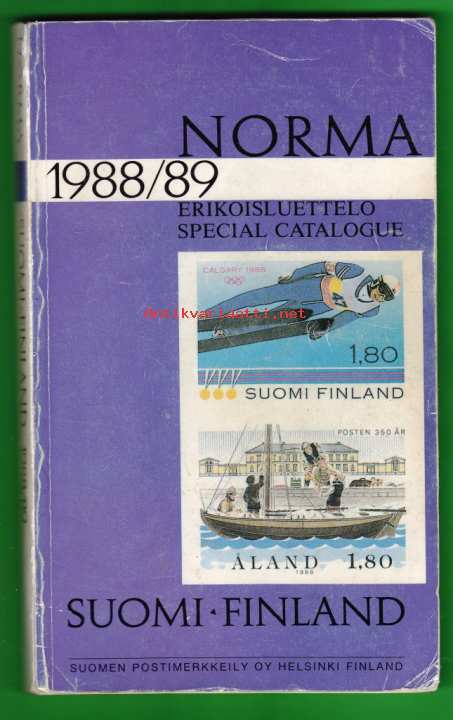 NORMA
1988/89
ERIKOISLUETTELO
SPECIAL CATALOGUE
CALGARY 1988
Antikvariaatti.net
1,80
SUOMI FINLAND
POSTEN 350 ÅR
ÅLAND 1,80
1988
SUOMI·FINLAND
SUOMEN POSTIMERKKEILY OY HELSINKI FINLAND